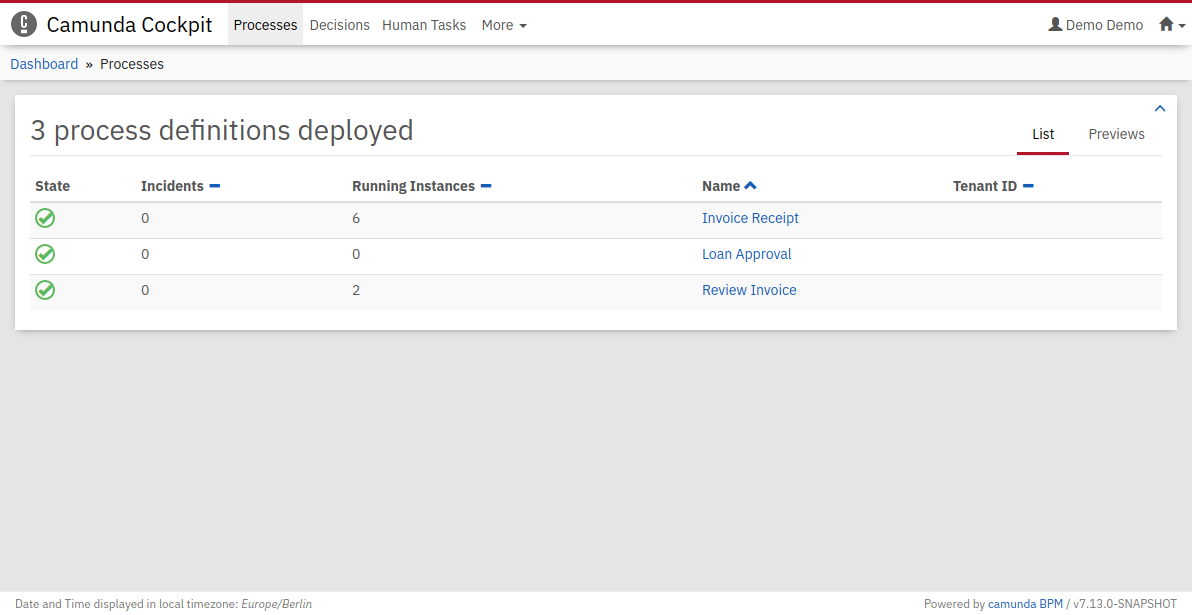 Camunda Cockpit Processes Decisions Human Tasks More Demo Demo
Dashboard » Processes
3 process definitions deployed
List Previews
State Incidents Running Instances Name Tenant ID
0 6 Invoice Receipt
0 0 Loan Approval
0 2 Review Invoice
Date and Time displayed in local timezone: Europe/Berlin Powered by camunda BPM / v7.13.0-SNAPSHOT